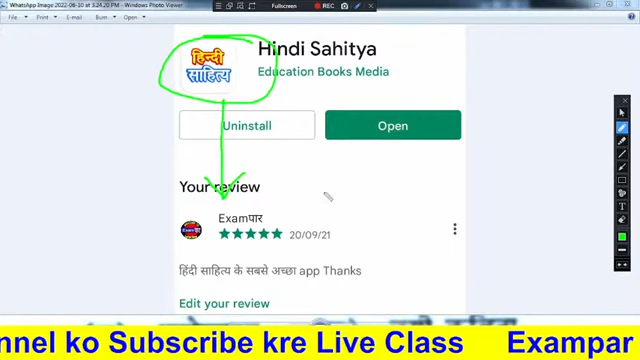 WhatsApp Image 2022-06-10 at 3.24.20 PM - Windows Photo Viewer
Fullscreen
REC
File Print E-mail Burn Open
हिन्दी
साहित्य
Hindi Sahitya
Education Books Media
Uninstall
Open
Your review
Examपार
20/09/21
हिंदी साहित्य के सबसे अच्छा app Thanks
Edit your review
nnel ko Subscribe kre Live Class Exampar